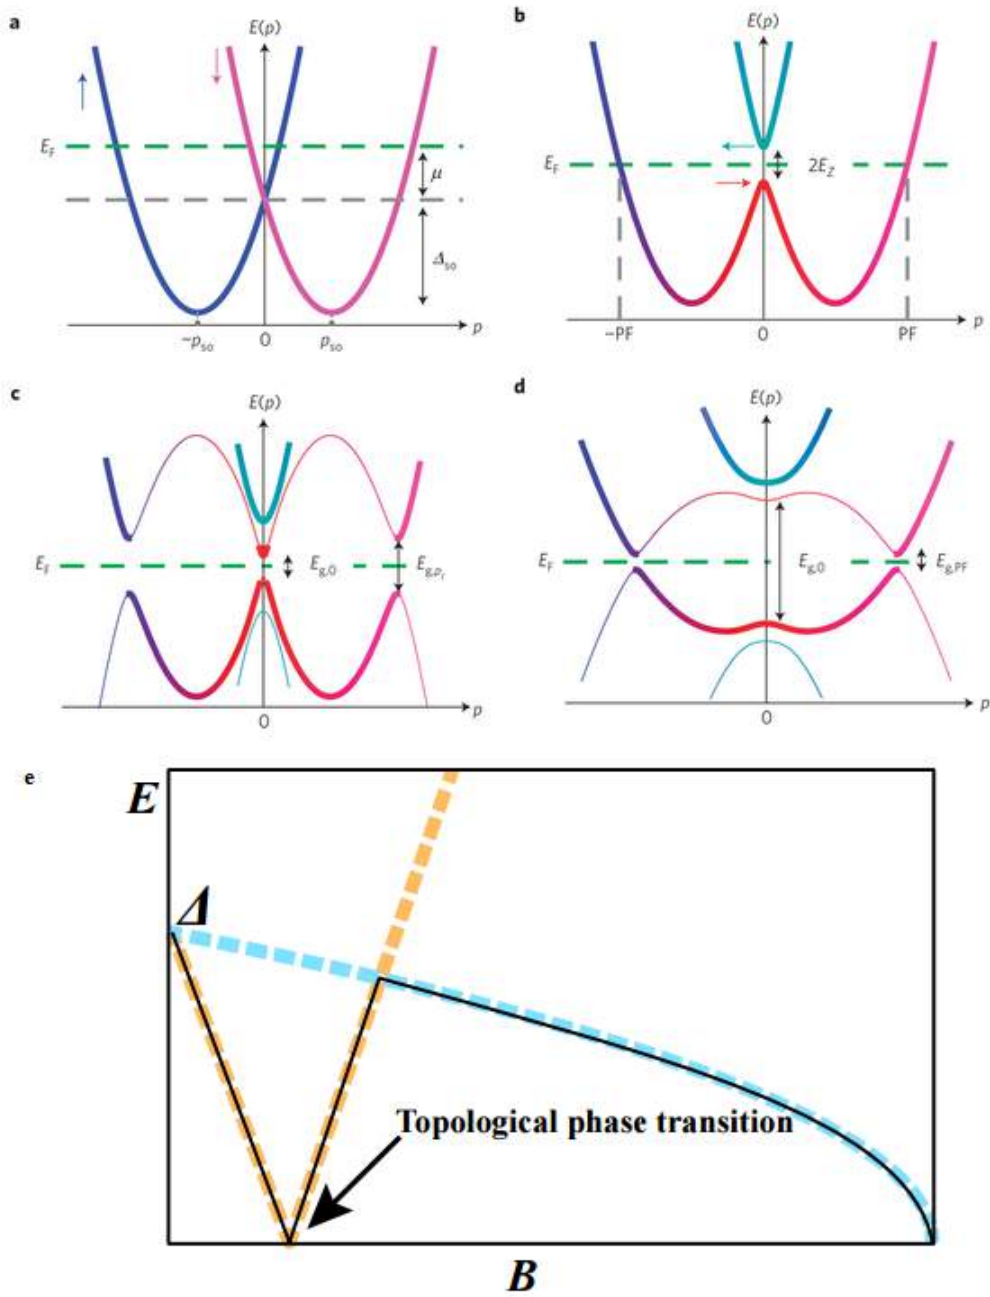 a
E(p)
E_F
μ
Δ_so
−p_so
0
p_so
p
b
E(p)
E_F
2E_Z
−PF
0
PF
p
c
E(p)
E_F
E_g,0
E_g,p_F
0
p
d
E(p)
E_F
E_g,0
E_g,PF
0
p
e
E
Δ
Topological phase transition
B